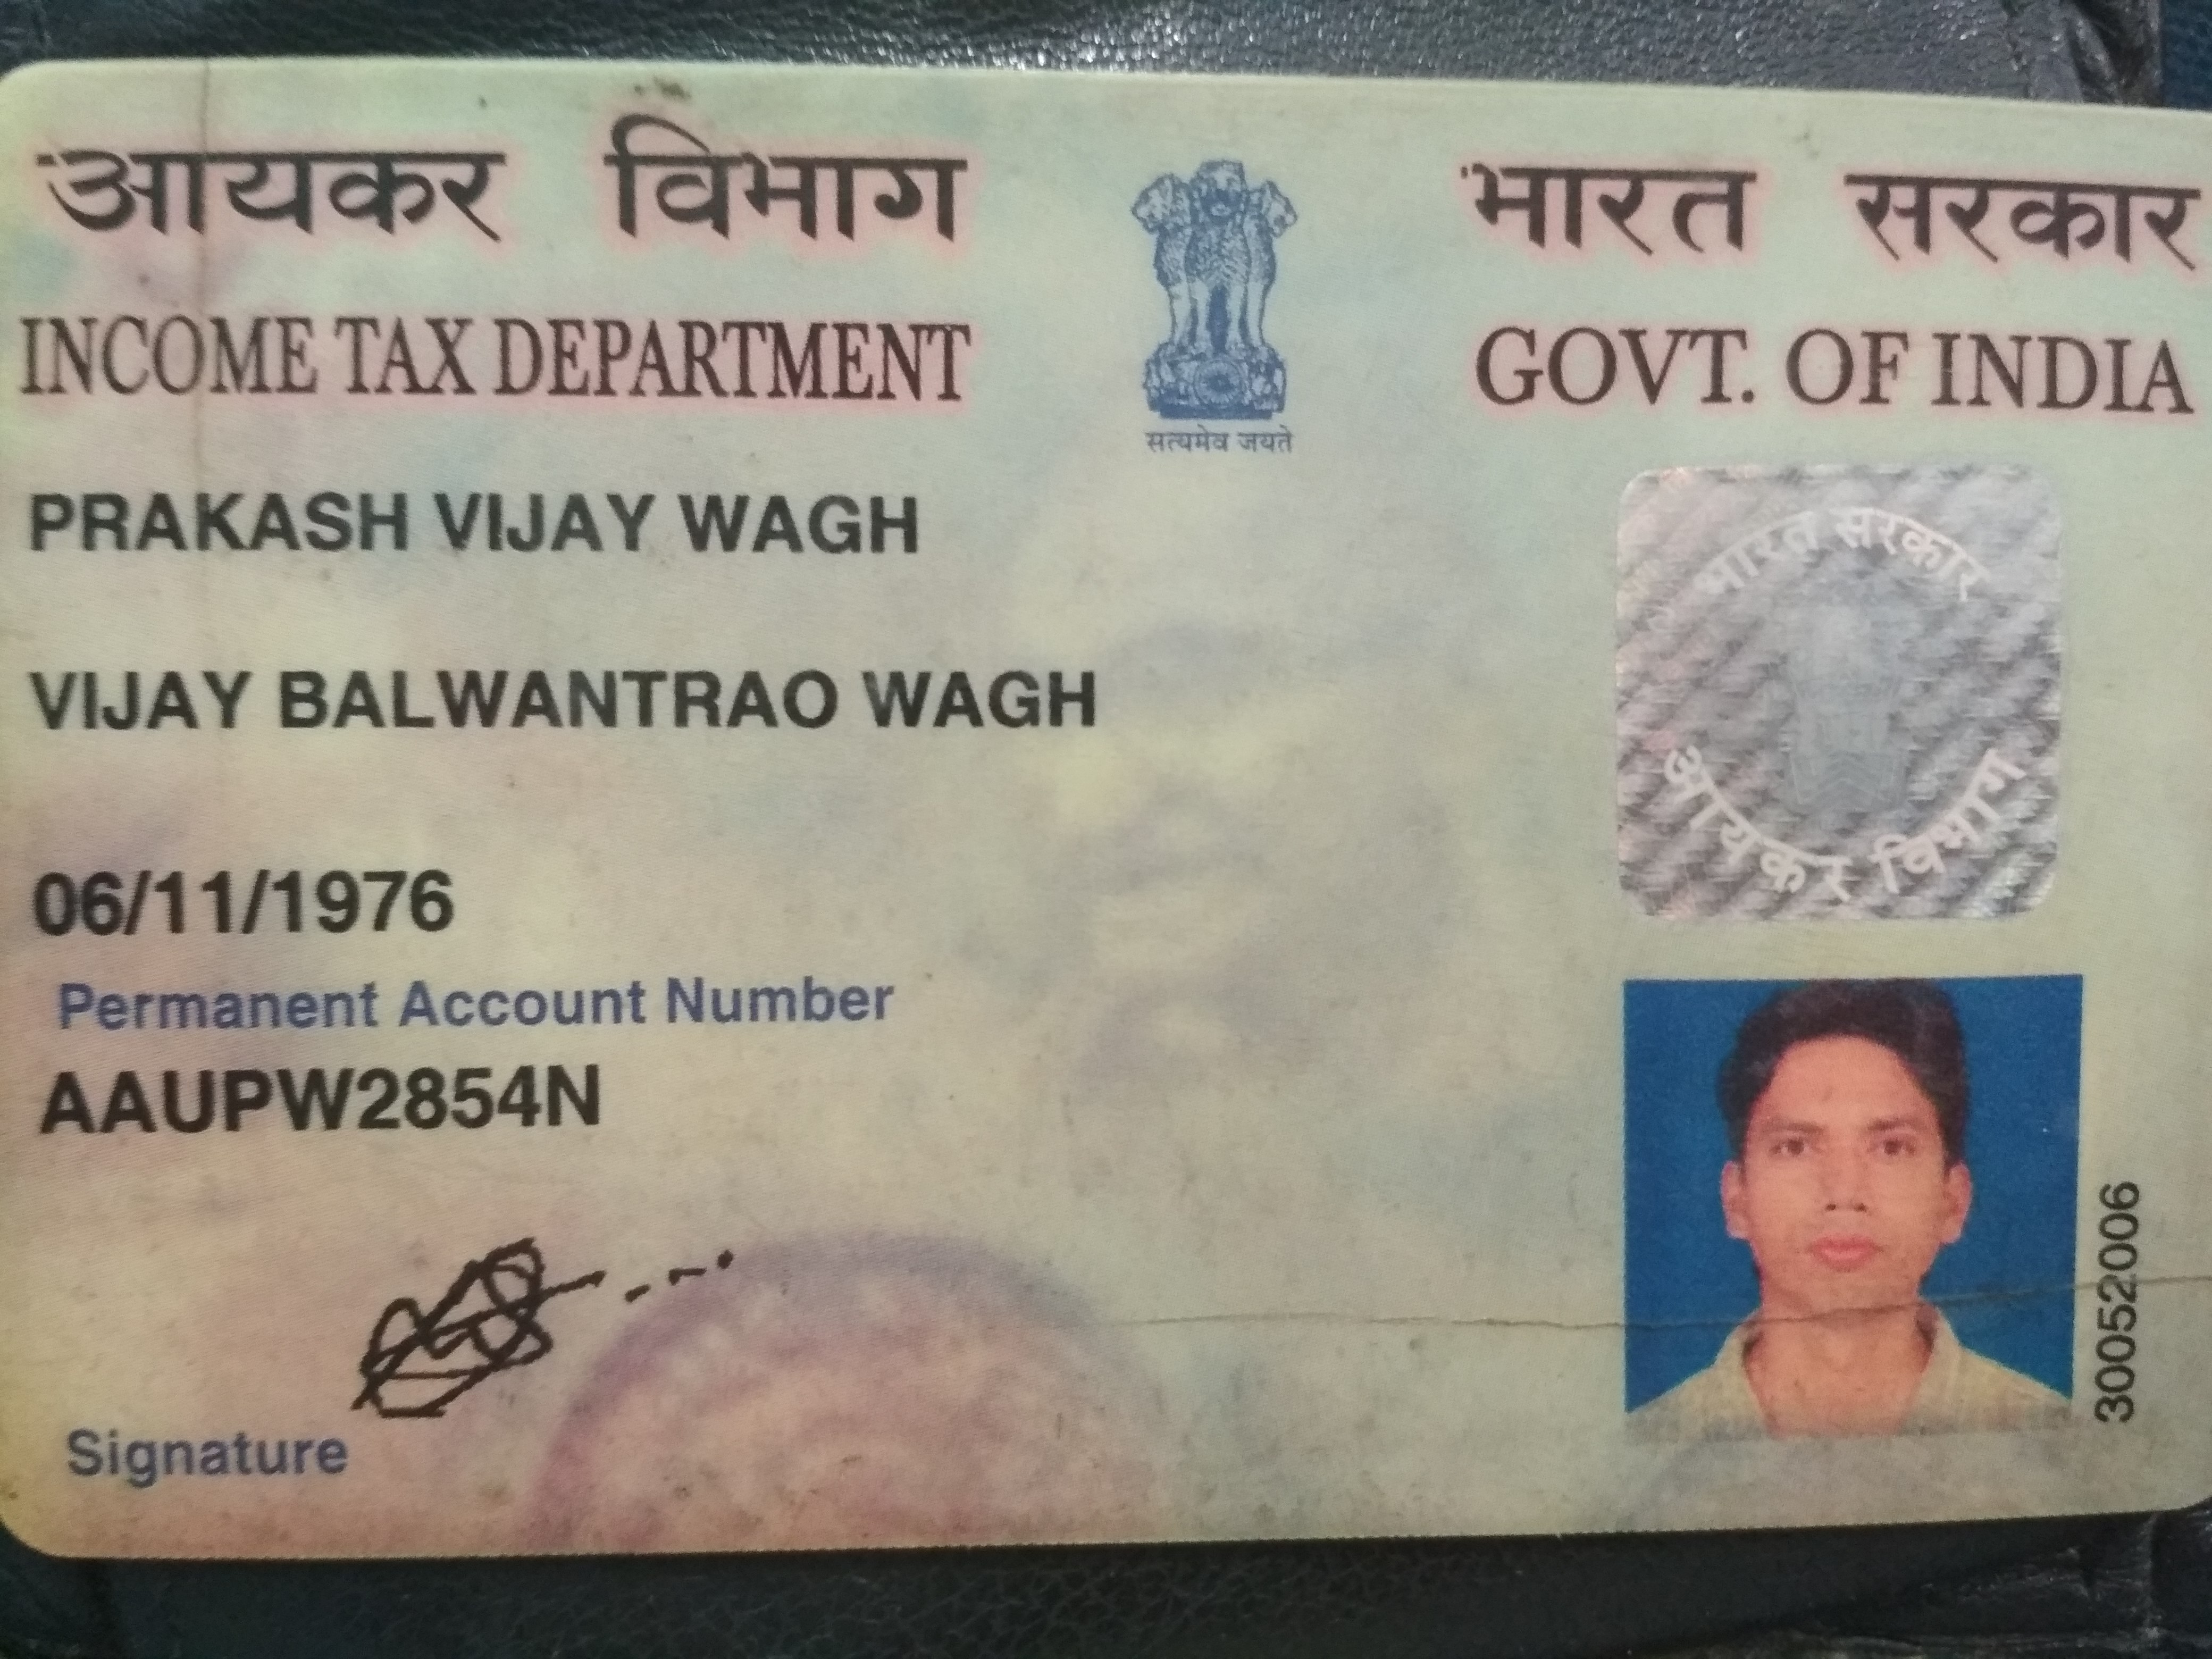 आयकर विभाग
INCOME TAX DEPARTMENT
सत्यमेव जयते
भारत सरकार
GOVT. OF INDIA
PRAKASH VIJAY WAGH
VIJAY BALWANTRAO WAGH
06/11/1976
Permanent Account Number
AAUPW2854N
Signature
भारत सरकार
आयकर विभाग
30052006